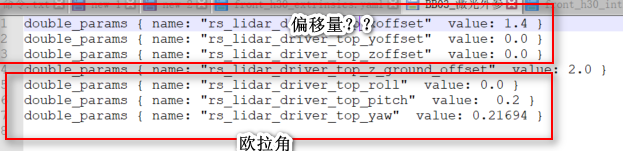 double_params { name: "rs_lidar_d 偏移量？？ offset" value: 1.4 }
double_params { name: "rs_lidar_driver_top_yoffset" value: 0.0 }
double_params { name: "rs_lidar_driver_top_zoffset" value: 0.0 }
double_params { name: "rs_lidar_driver_top_z_ground_offset" value: 2.0 }
double_params { name: "rs_lidar_driver_top_roll" value: 0.0 }
double_params { name: "rs_lidar_driver_top_pitch" value: 0.2 }
7 double_params { name: "rs_lidar_driver_top_yaw" value: 0.21694 }
欧拉角